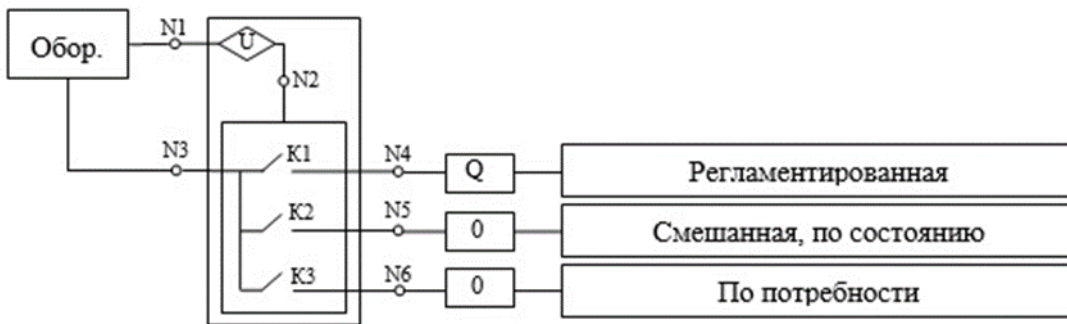 Обор.
N1
U
N2
N3
K1
N4
Q
Регламентированная
K2
N5
0
Смешанная, по состоянию
K3
N6
0
По потребности